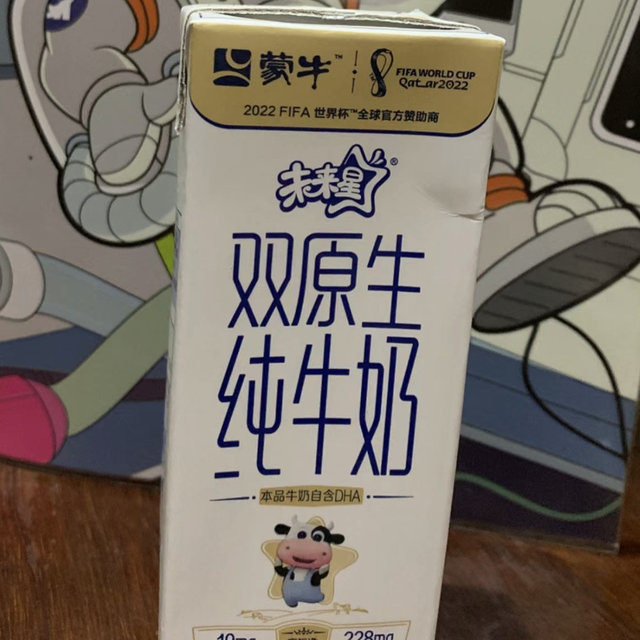 蒙牛™
FIFA WORLD CUP
Qatar2022
2022 FIFA 世界杯™全球官方赞助商
未来星®
双原生
纯牛奶
本品牛奶自含DHA
228mg